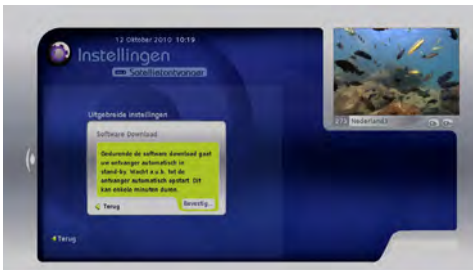 12 Oktober 2010 10:19
Instellingen
Satellietontvanger
Nederland3
Uitgebreide instellingen
Software Download
Gedurende de software download gaat
uw ontvanger automatisch in
stand-by. Wacht a.u.b. tot de
ontvanger automatisch opstart. Dit
kan enkele minuten duren.
Terug
Bevestig...
Terug